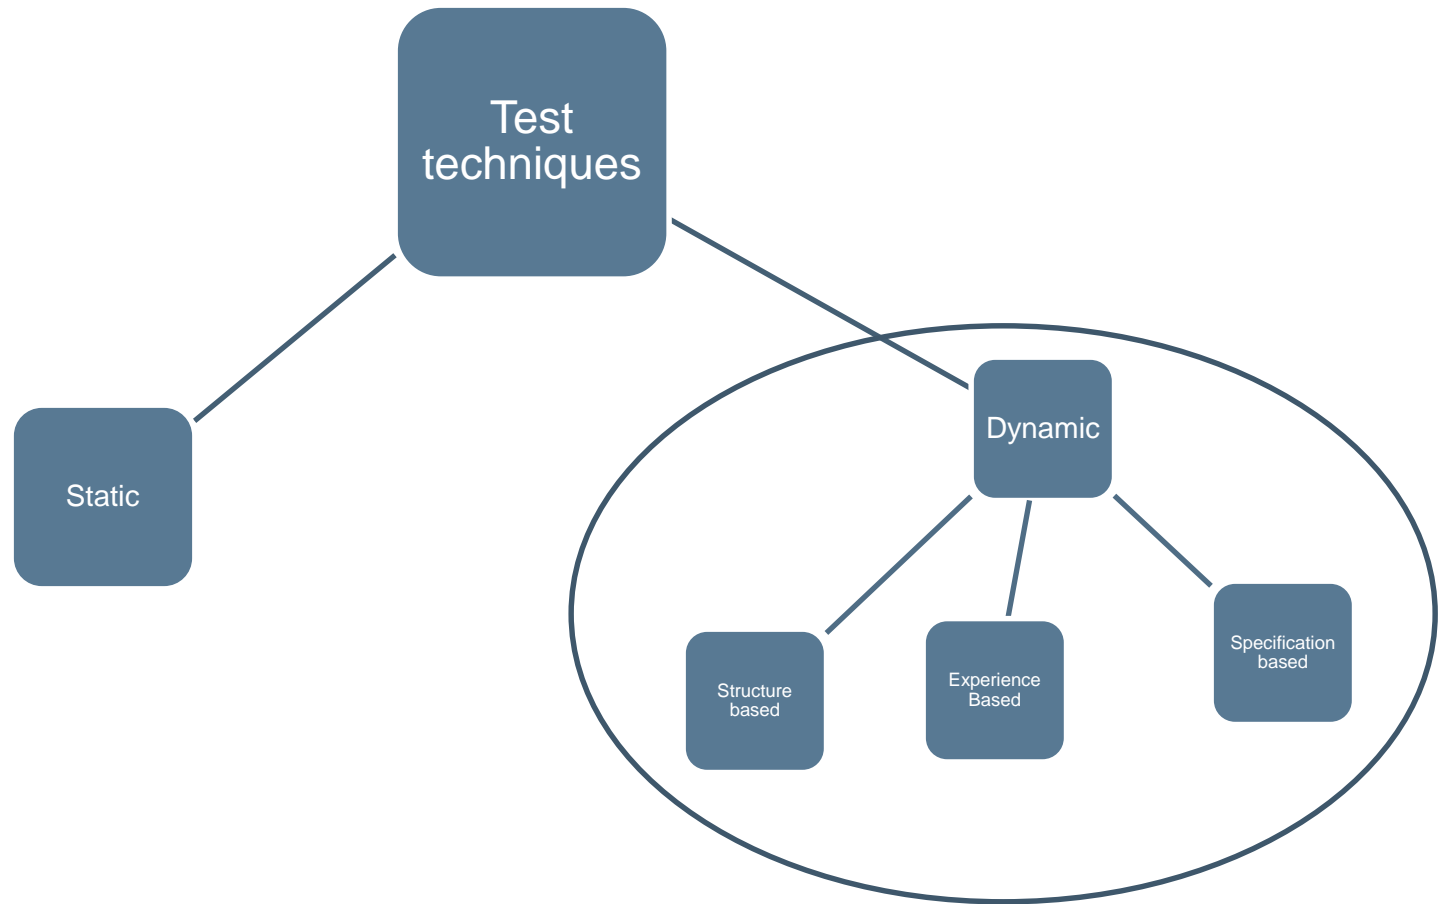 Test
techniques
Static
Dynamic
Structure
based
Experience
Based
Specification
based